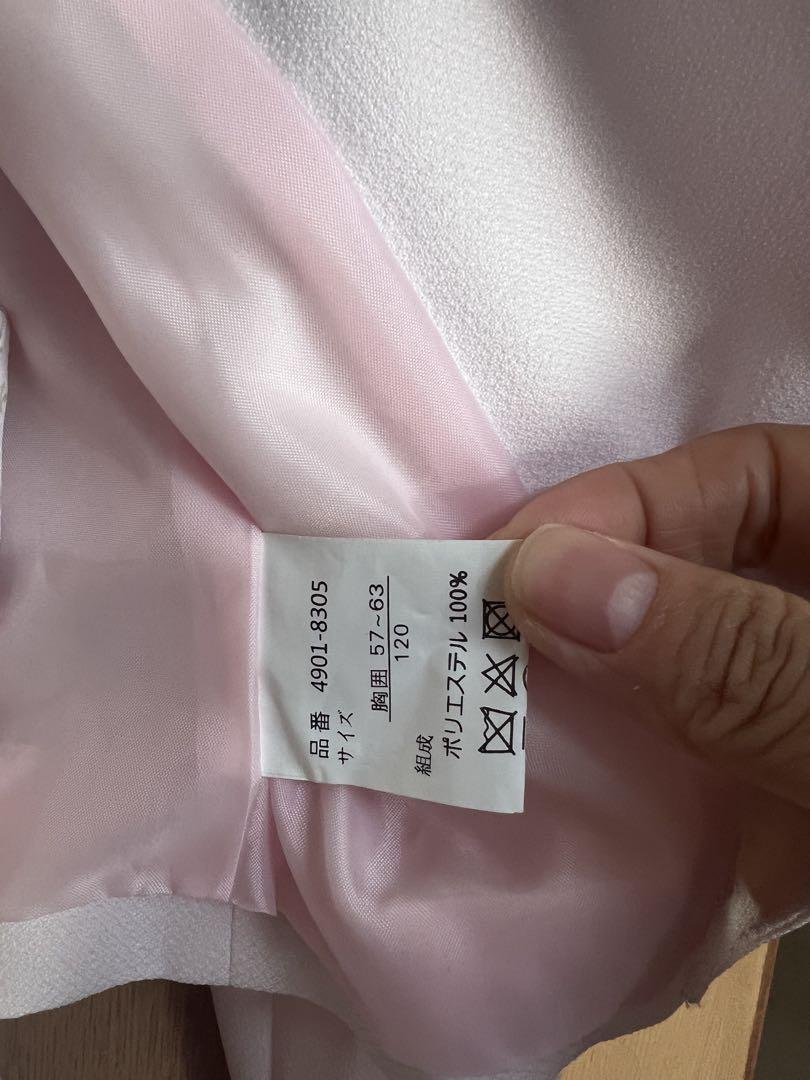 品番 4901-8305
サイズ
胸囲 57~63
120
組成
ポリエステル 100%